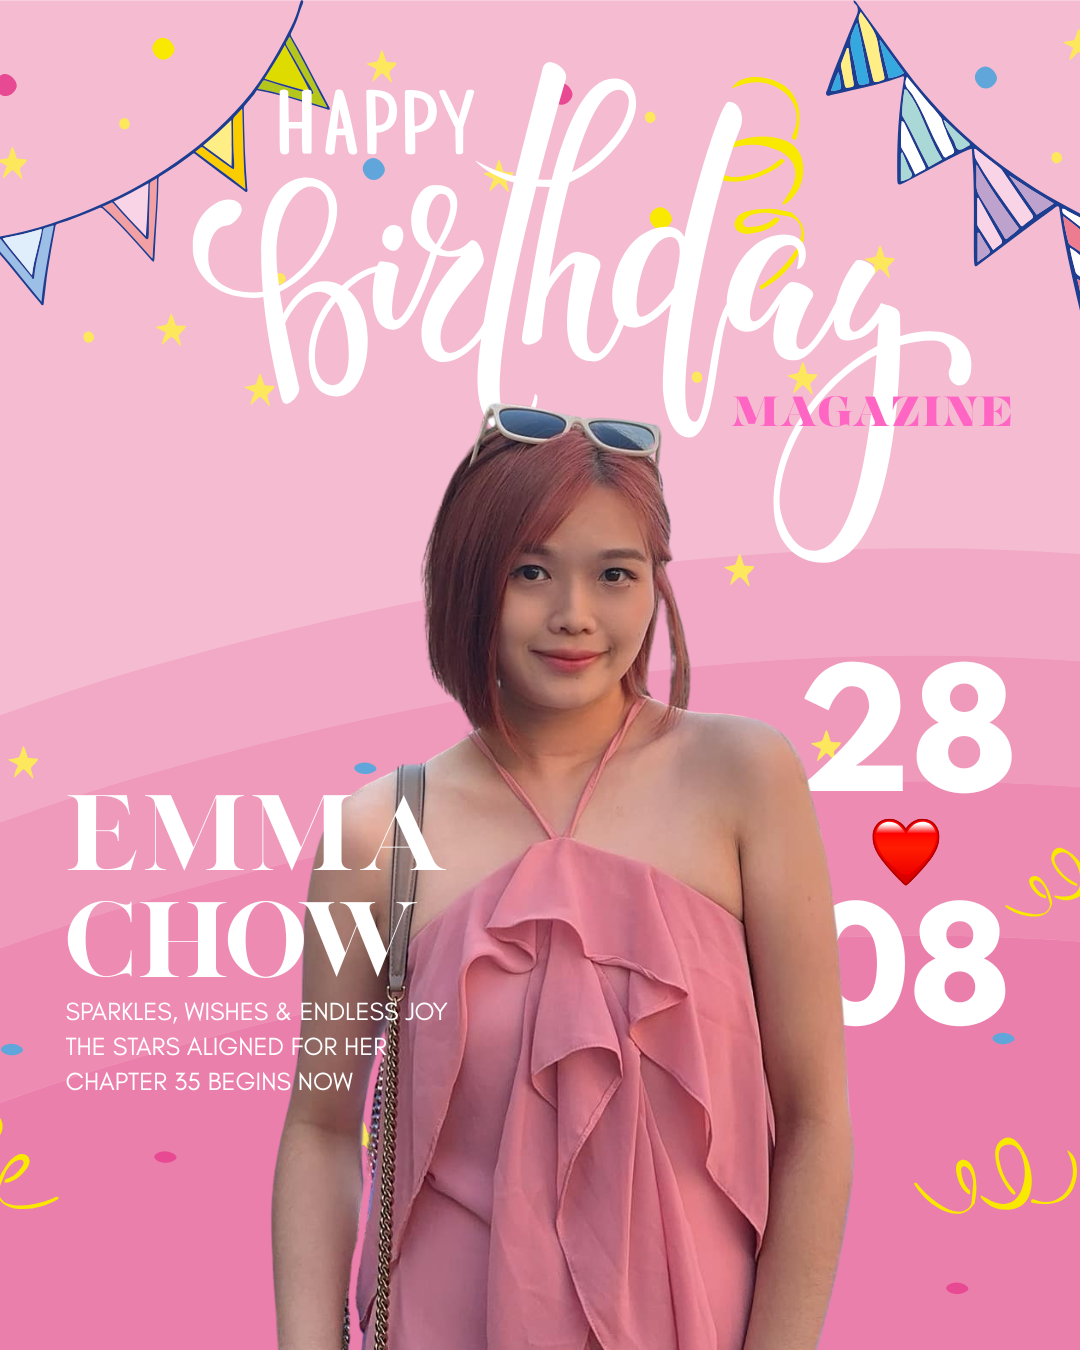 HAPPY
birthday
MAGAZINE
28
❤️
08
EMMA
CHOW
SPARKLES, WISHES & ENDLESS JOY
THE STARS ALIGNED FOR HER
CHAPTER 35 BEGINS NOW